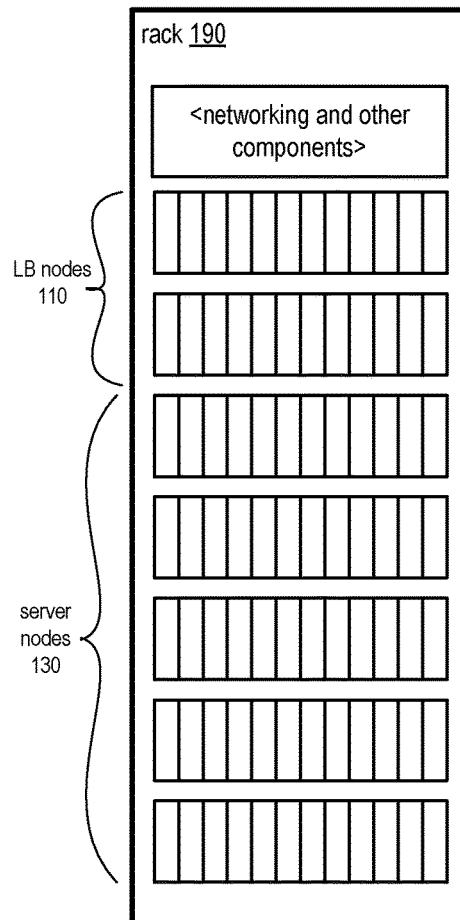 rack 190
<networking and other
components>
LB nodes
110
server
nodes
130